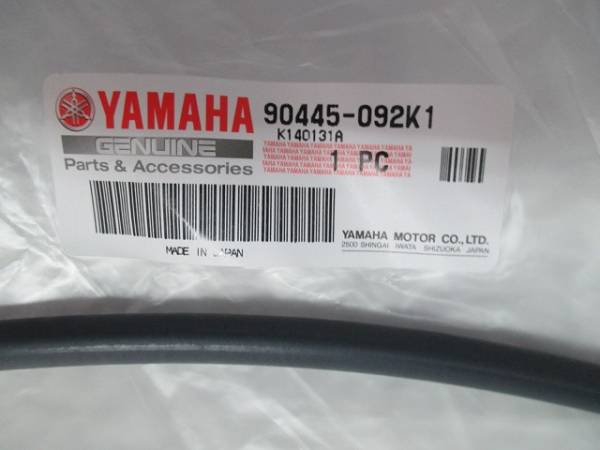 YAMAHA 90445-092K1
K140131A
GENUINE
Parts & Accessories
1 PC
MADE IN JAPAN
YAMAHA MOTOR CO.,LTD.
2500 SHINGAI IWATA SHIZUOKA JAPAN